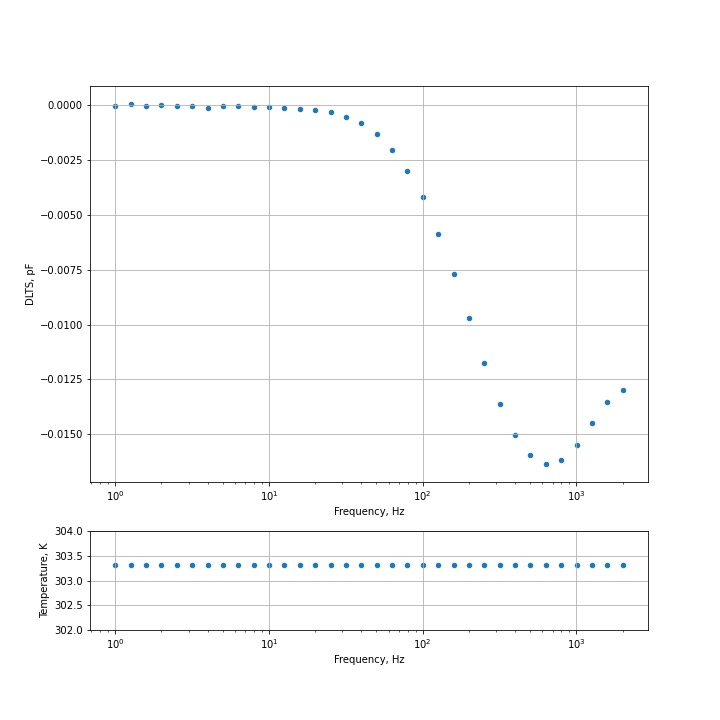 0.0000
−0.0025
−0.0050
−0.0075
−0.0100
−0.0125
−0.0150
DLTS, pF
10⁰ 10¹ 10² 10³
Frequency, Hz
304.0
303.5
303.0
302.5
302.0
Temperature, K
10⁰ 10¹ 10² 10³
Frequency, Hz